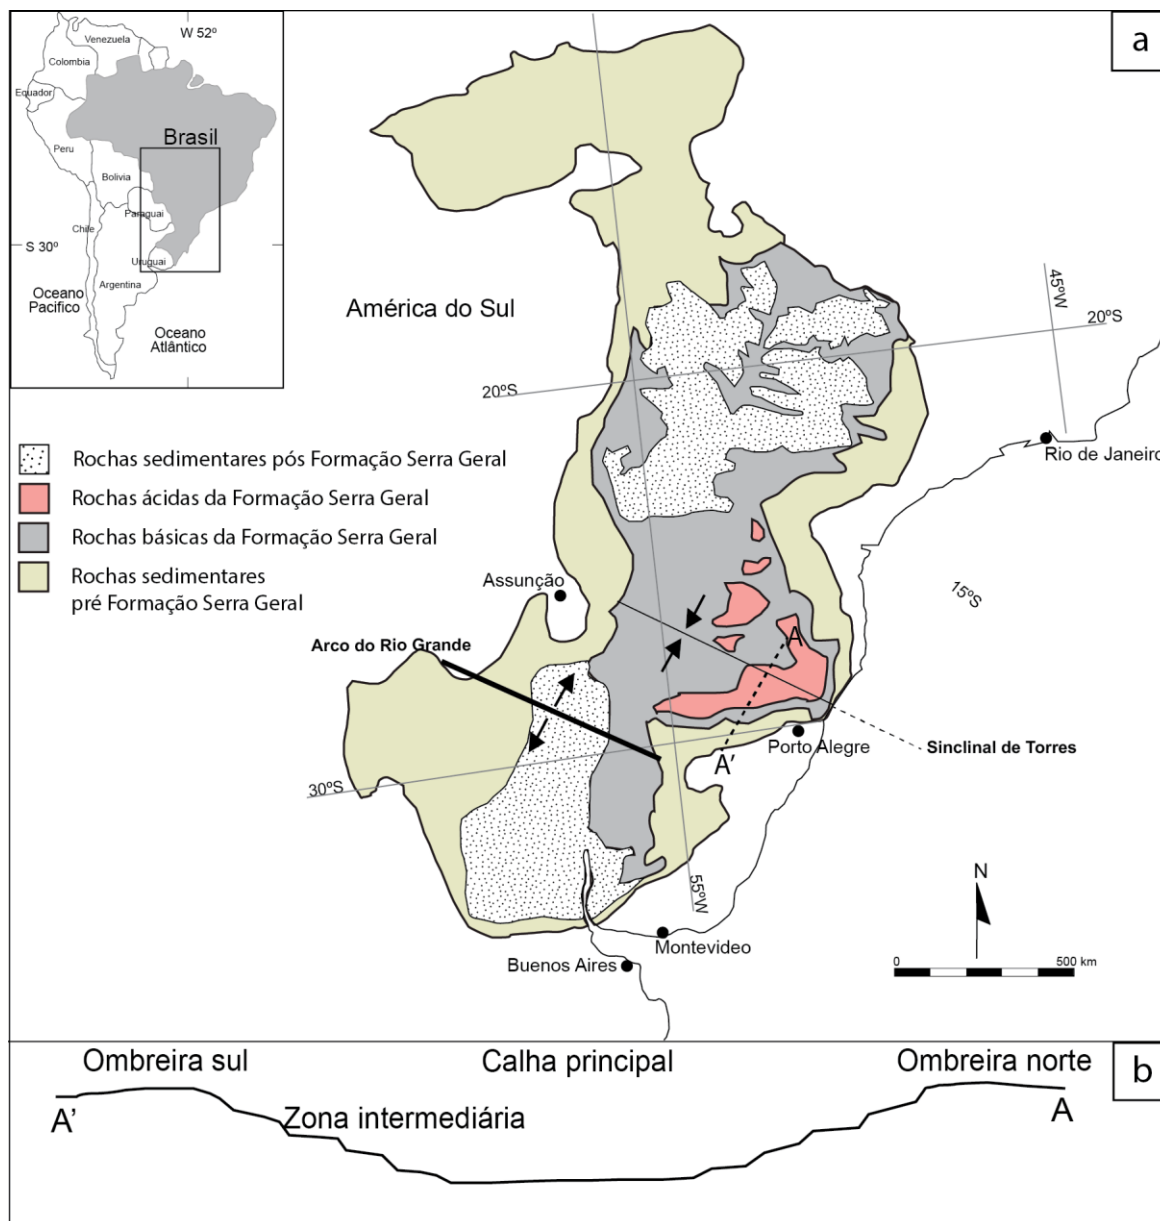 a
W 52º
Venezuela
Colombia
Equador
Brasil
Peru
Bolivia
Paraguai
Chile
S 30º
Uruguai
Argentina
Oceano
Pacifico
Oceano
Atlântico
América do Sul
45ºW
20ºS
20ºS
Rio de Janeiro
Rochas sedimentares pós Formação Serra Geral
Rochas ácidas da Formação Serra Geral
Rochas básicas da Formação Serra Geral
Rochas sedimentares
pré Formação Serra Geral
Assunção
15ºS
Arco do Rio Grande
A
Porto Alegre
Sinclinal de Torres
A'
30ºS
55ºW
N
Montevideo
Buenos Aires
0
500 km
b
Ombreira sul
Calha principal
Ombreira norte
A'
Zona intermediária
A